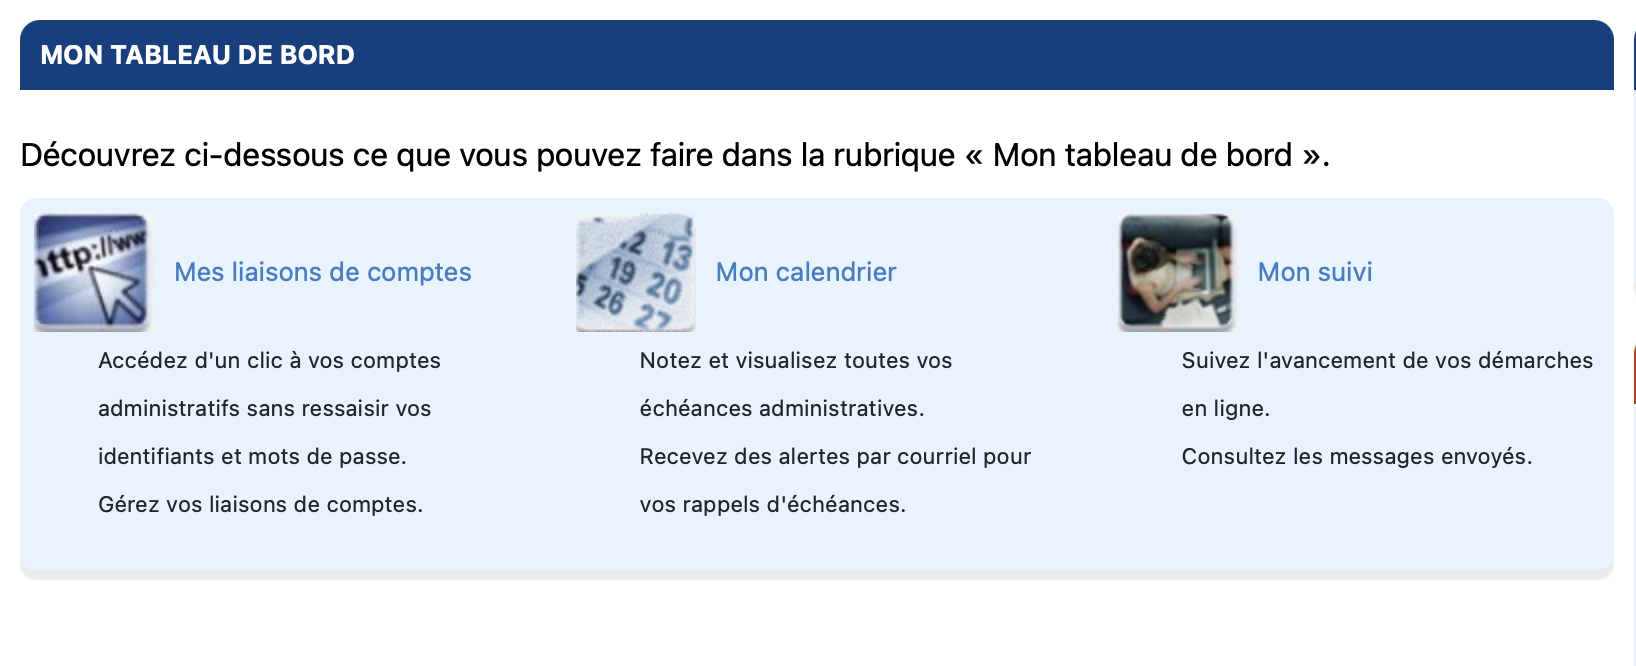 MON TABLEAU DE BORD
Découvrez ci-dessous ce que vous pouvez faire dans la rubrique « Mon tableau de bord ».
http://ww
Mes liaisons de comptes
Accédez d'un clic à vos comptes
administratifs sans ressaisir vos
identifiants et mots de passe.
Gérez vos liaisons de comptes.
12 13
19 20
26 27
Mon calendrier
Notez et visualisez toutes vos
échéances administratives.
Recevez des alertes par courriel pour
vos rappels d'échéances.
Mon suivi
Suivez l'avancement de vos démarches
en ligne.
Consultez les messages envoyés.